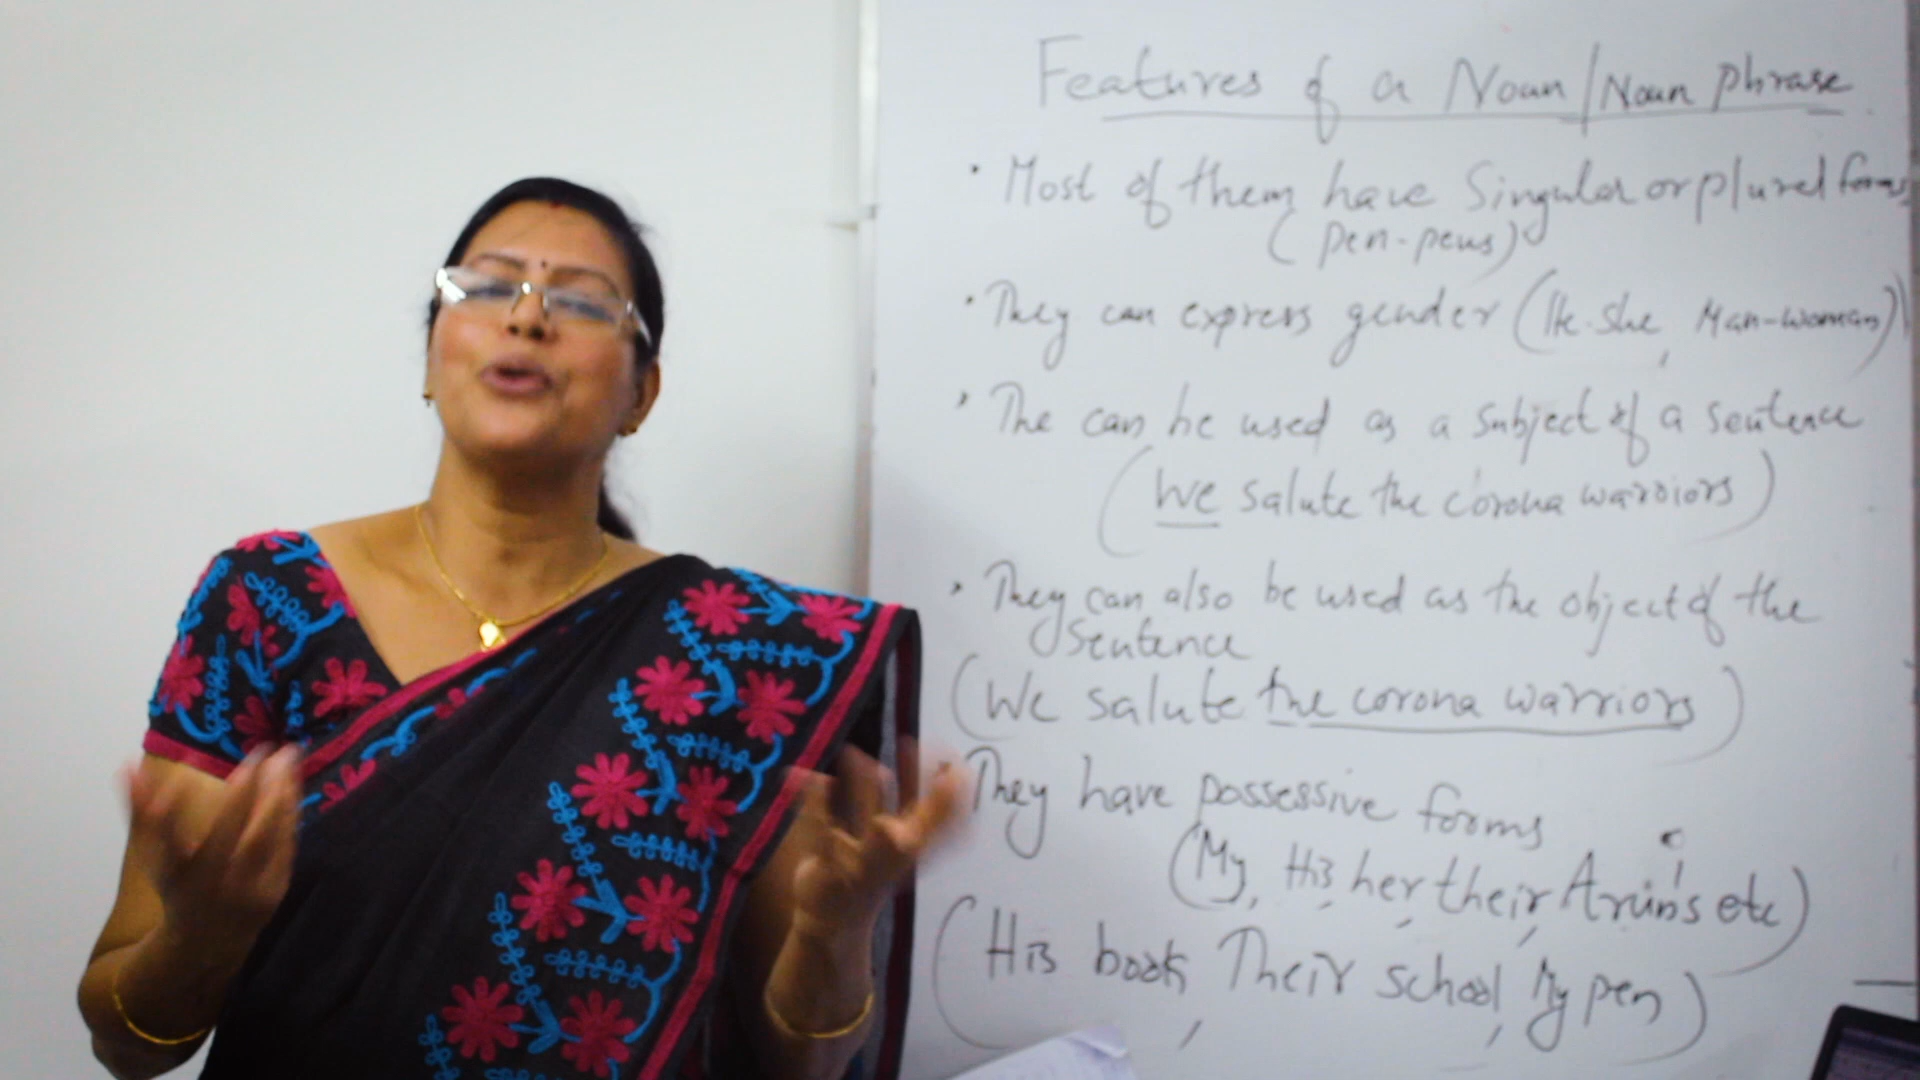 Features of a Noun/Noun phrase
• Most of them have Singular or plural forms
(pen-pens)
• They can express gender (He-she, Man-woman)
• The can be used as a subject of a sentence
(We salute the corona warriors)
• They can also be used as the object of the
sentence
(We salute the corona warriors)
They have possessive forms
(My, His, her, their, Arun's etc)
(His book, Their school, My pen)